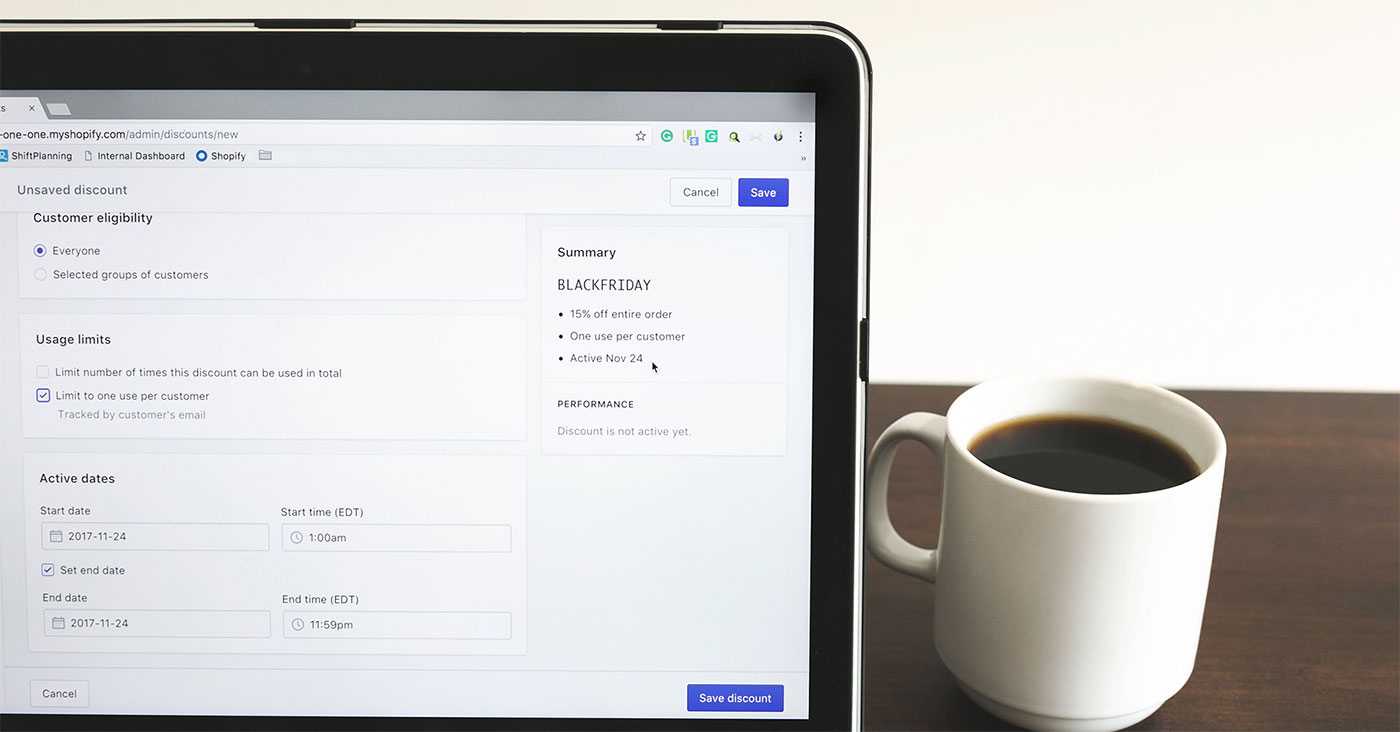 s
-one-one.myshopify.com/admin/discounts/new
ShiftPlanning Internal Dashboard Shopify
Unsaved discount Cancel Save
Customer eligibility
Everyone
Selected groups of customers
Usage limits
Limit number of times this discount can be used in total
Limit to one use per customer
Tracked by customer's email
Active dates
Start date Start time (EDT)
2017-11-24 1:00am
Set end date
End date End time (EDT)
2017-11-24 11:59pm
Summary
BLACKFRIDAY
15% off entire order
One use per customer
Active Nov 24
PERFORMANCE
Discount is not active yet.
Cancel Save discount